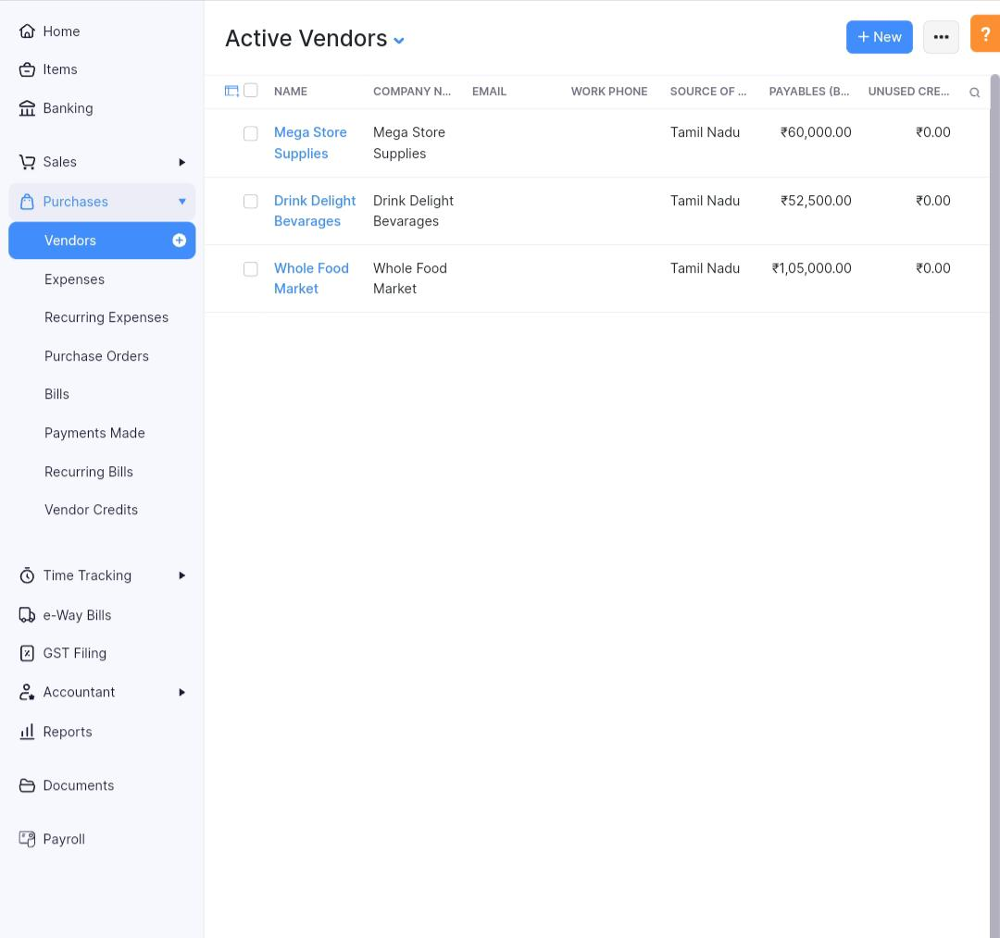 Home
Items
Banking
Sales
Purchases
Vendors
Expenses
Recurring Expenses
Purchase Orders
Bills
Payments Made
Recurring Bills
Vendor Credits
Time Tracking
e-Way Bills
GST Filing
Accountant
Reports
Documents
Payroll
Active Vendors
+ New
?
NAME COMPANY N... EMAIL WORK PHONE SOURCE OF ... PAYABLES (B... UNUSED CRE...
Mega Store Mega Store Tamil Nadu ₹60,000.00 ₹0.00
Supplies Supplies
Drink Delight Drink Delight Tamil Nadu ₹52,500.00 ₹0.00
Bevarages Bevarages
Whole Food Whole Food Tamil Nadu ₹1,05,000.00 ₹0.00
Market Market